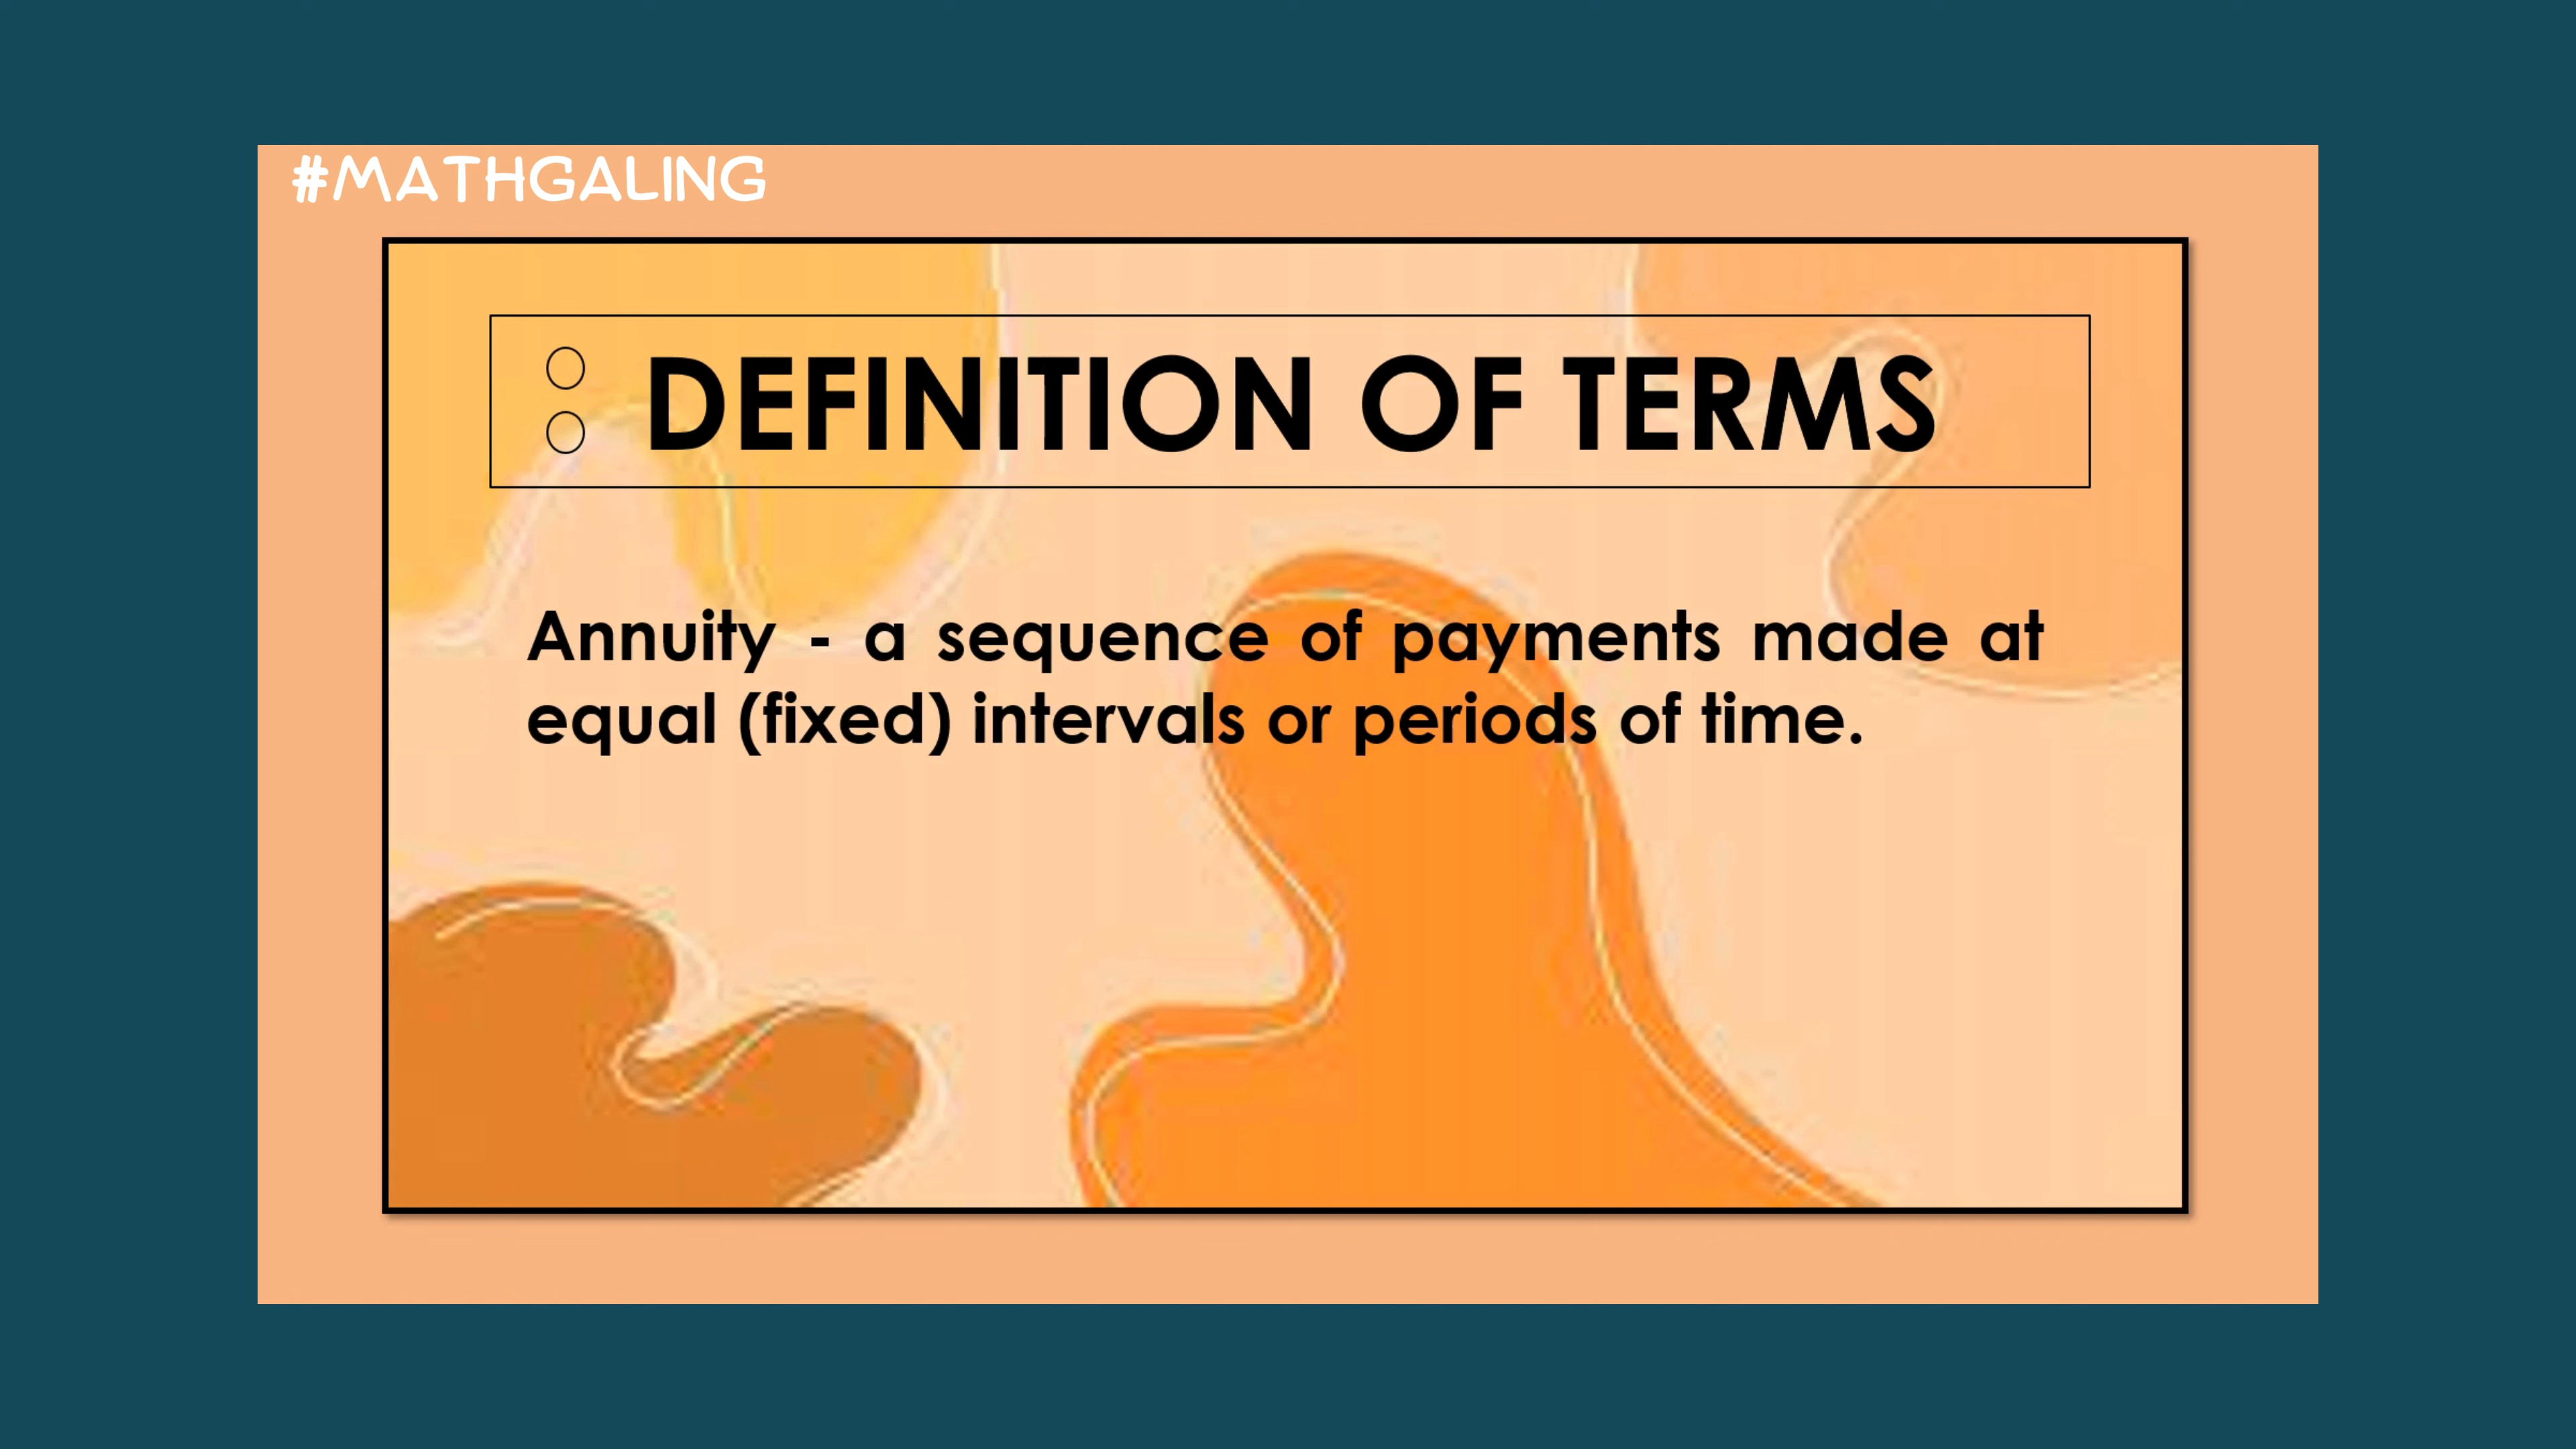 #MATHGALING
DEFINITION OF TERMS
Annuity - a sequence of payments made at
equal (fixed) intervals or periods of time.